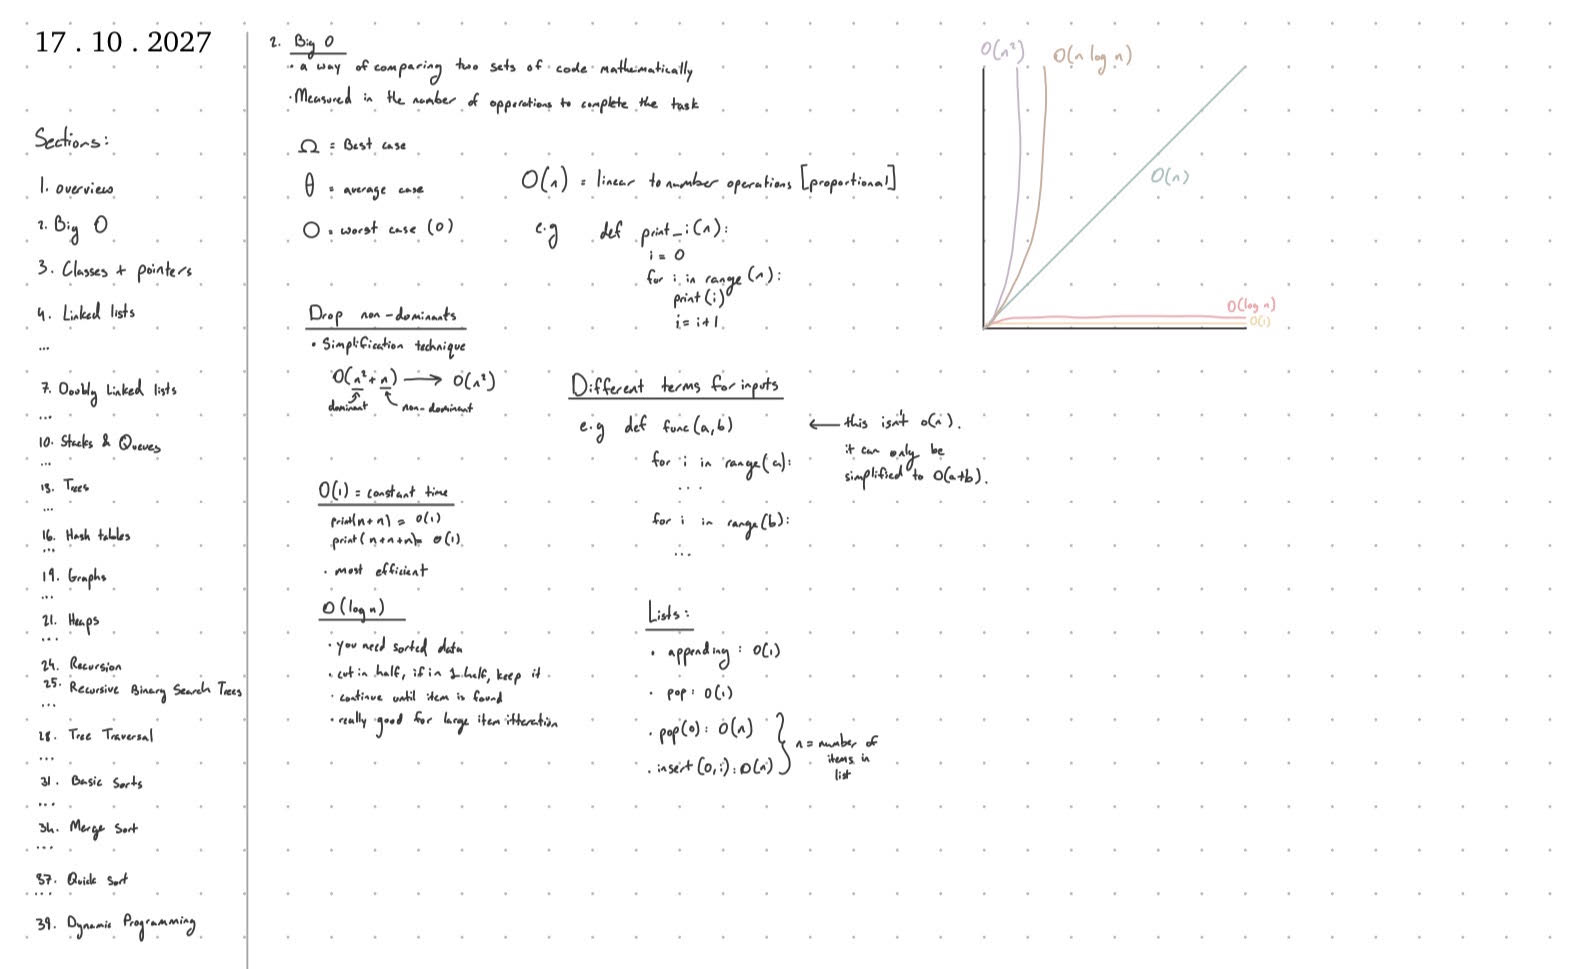 17 . 10 . 2027
Sections:
1. overview
2. Big O
3. Classes + pointers
4. Linked lists
...
7. Doubly Linked lists
...
10. Stacks & Queues
...
13. Trees
...
16. Hash tables
...
19. Graphs
...
21. Heaps
...
24. Recursion
25. Recursive Binary Search Trees
...
28. Tree Traversal
...
31. Basic Sorts
...
34. Merge Sort
...
37. Quick Sort
...
39. Dynamic Programming
2. Big O
· a way of comparing two sets of code mathematically
· Measured in the number of opperations to complete the task
Ω : Best case
θ : average case
O : worst case (O)
Drop non-dominants
• Simplification technique
O(n²+n) → O(n²)
dominant non-dominant
O(1) = constant time
print(n+n) = O(1)
print(n+n+n)= O(1)
· most efficient
O(log n)
· you need sorted data
· cut in half, if in 1 half, keep it
· continue until item is found
· really good for large item itteration
O(n) = linear to number operations [proportional]
e.g def print_i(n):
i = 0
for i in range(n):
print(i)
i = i+1
Different terms for inputs
e.g def func(a,b)
for i in range(a):
...
for i in range(b):
...
← this isn't O(n).
it can only be
simplified to O(a+b).
Lists:
• appending : O(1)
• pop : O(1)
• pop(0) : O(n)
• insert(0,i) : O(n)
n = number of
items in
list
O(n²)
O(n log n)
O(n)
O(log n)
O(1)